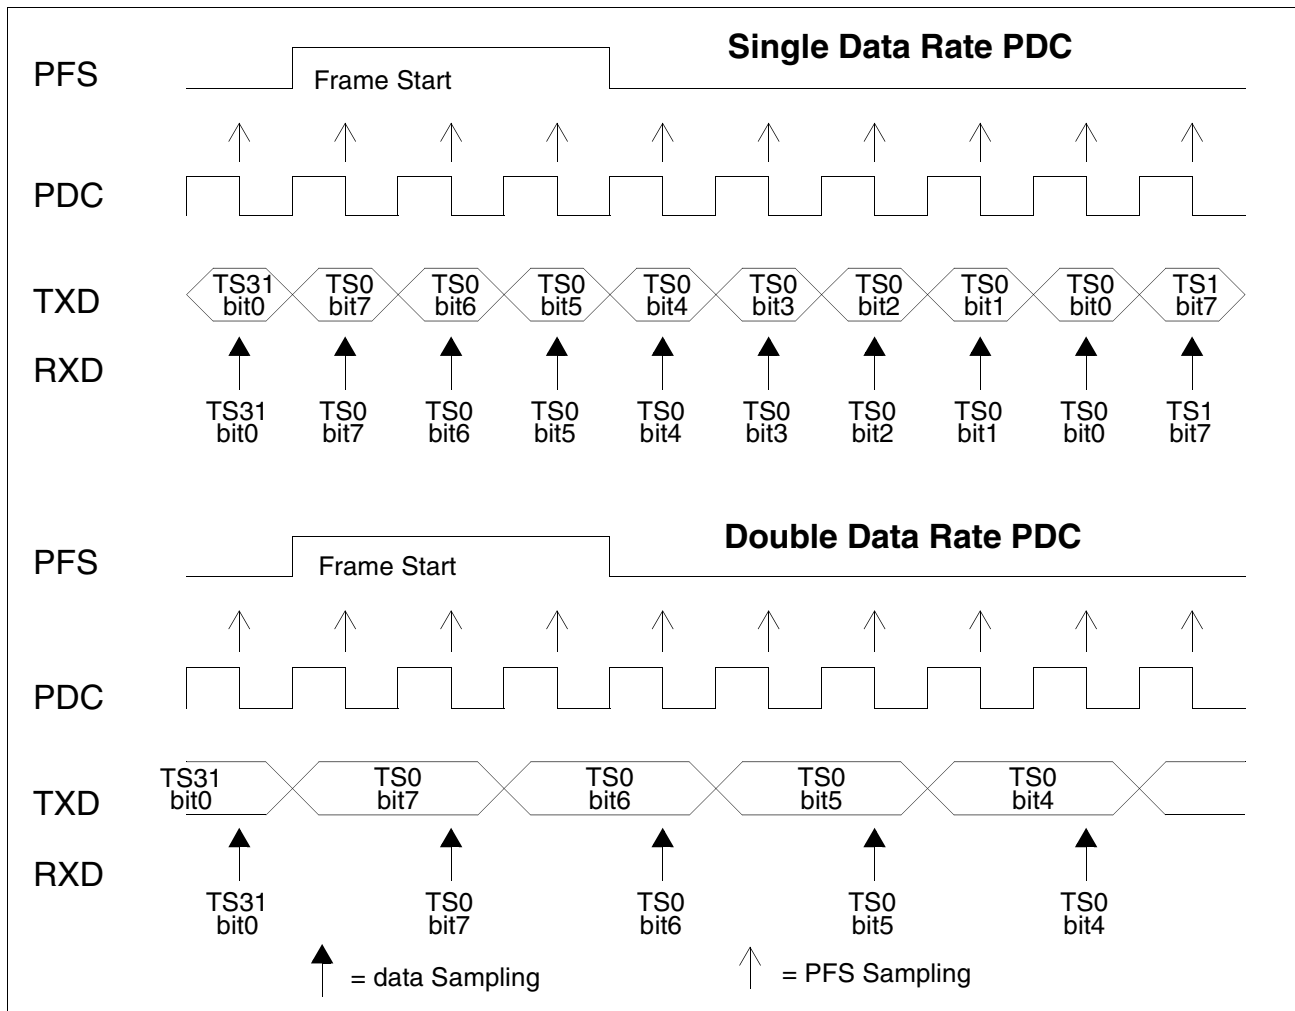 Single Data Rate PDC
PFS
Frame Start
PDC
TXD
TS31 TS0 TS0 TS0 TS0 TS0 TS0 TS0 TS0 TS1
bit0 bit7 bit6 bit5 bit4 bit3 bit2 bit1 bit0 bit7
RXD
TS31 TS0 TS0 TS0 TS0 TS0 TS0 TS0 TS0 TS1
bit0 bit7 bit6 bit5 bit4 bit3 bit2 bit1 bit0 bit7
Double Data Rate PDC
PFS
Frame Start
PDC
TXD
TS31 TS0 TS0 TS0 TS0
bit0 bit7 bit6 bit5 bit4
RXD
TS31 TS0 TS0 TS0 TS0
bit0 bit7 bit6 bit5 bit4
= data Sampling
= PFS Sampling